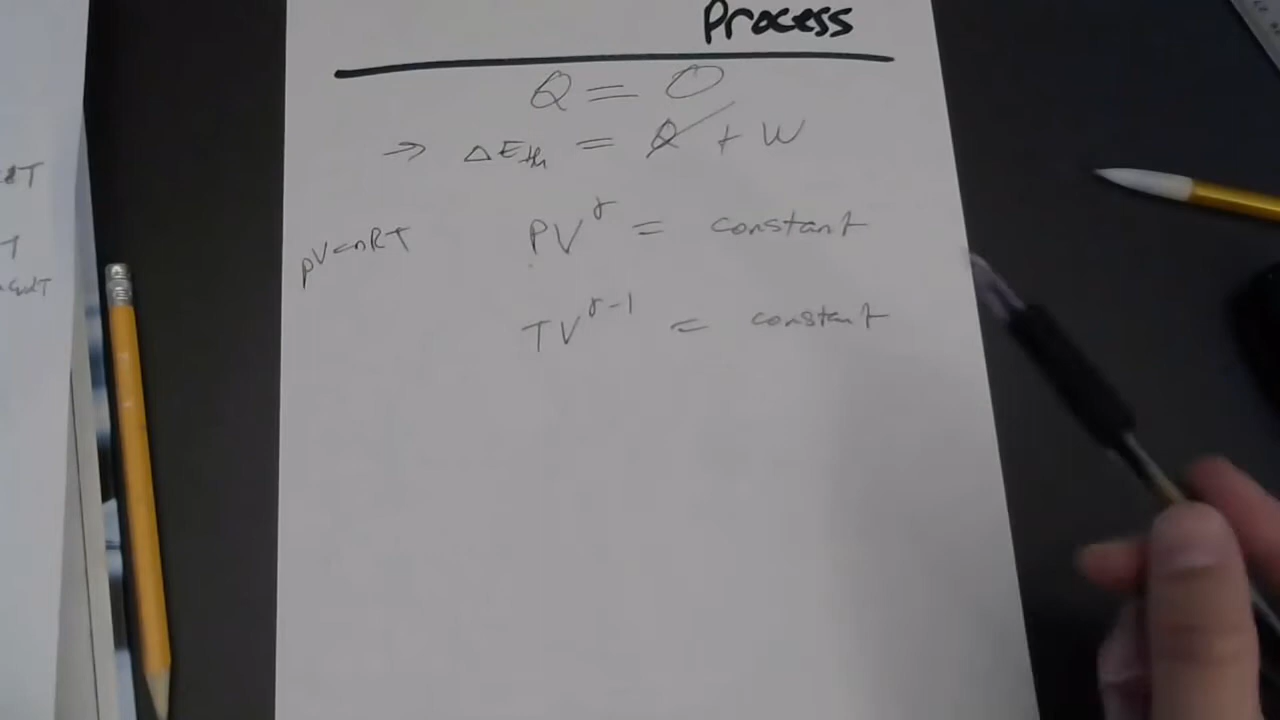 Process
Q = 0
⇒ ΔEth = Q + W
pV=nRT
PV^γ = constant
TV^γ-1 = constant
T